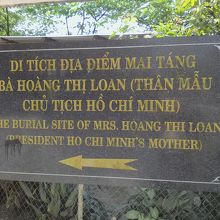 DI TÍCH ĐỊA ĐIỂM MAI TÁNG
BÀ HOÀNG THỊ LOAN (THÂN MẪU
CHỦ TỊCH HỒ CHÍ MINH)
THE BURIAL SITE OF MRS. HOANG THI LOAN
(PRESIDENT HO CHI MINH'S MOTHER)